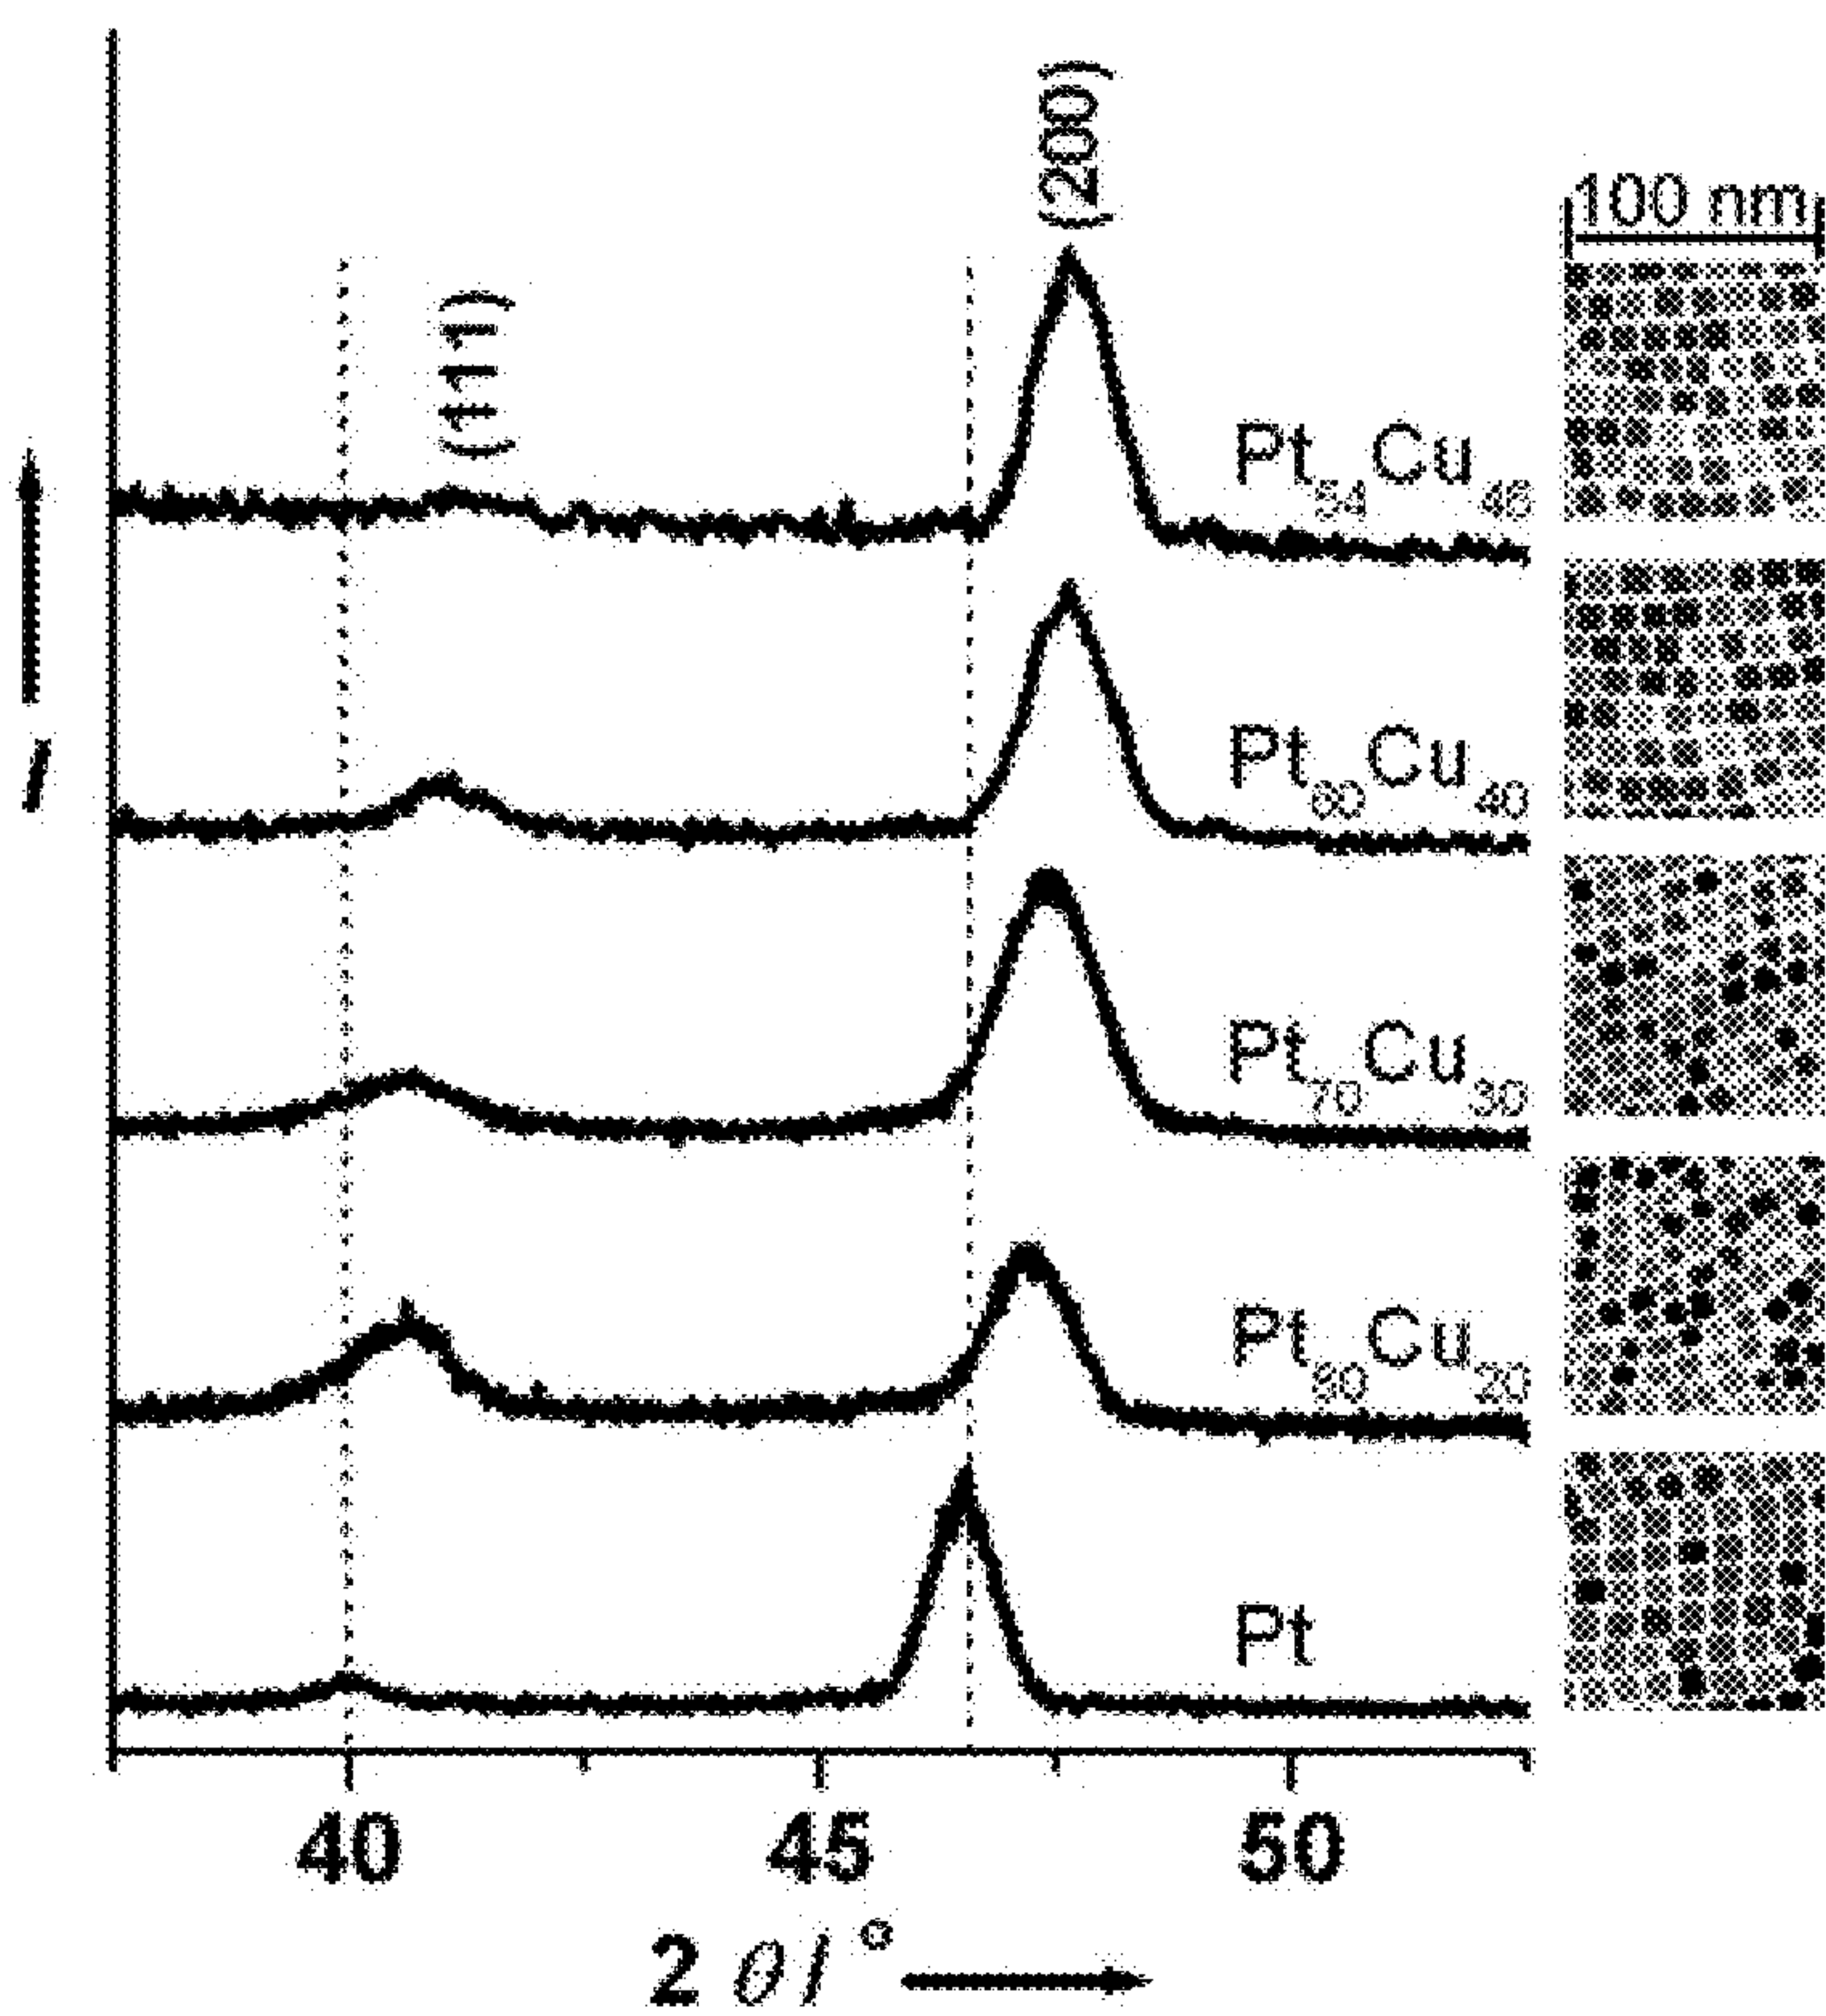 (200)
100 nm
(111)
Pt54Cu46
I
Pt60Cu40
Pt70Cu30
Pt80Cu20
Pt
40 45 50
2 θ / °